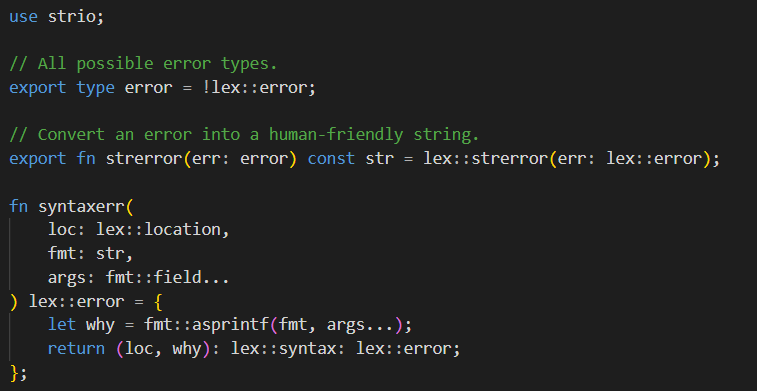 use strio;

// All possible error types.
export type error = !lex::error;

// Convert an error into a human-friendly string.
export fn strerror(err: error) const str = lex::strerror(err: lex::error);

fn syntaxerr(
    loc: lex::location,
    fmt: str,
    args: fmt::field...
) lex::error = {
    let why = fmt::asprintf(fmt, args...);
    return (loc, why): lex::syntax: lex::error;
};